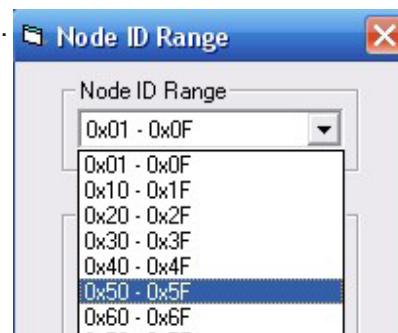 Node ID Range
Node ID Range
0x01 - 0x0F
0x01 - 0x0F
0x10 - 0x1F
0x20 - 0x2F
0x30 - 0x3F
0x40 - 0x4F
0x50 - 0x5F
0x60 - 0x6F